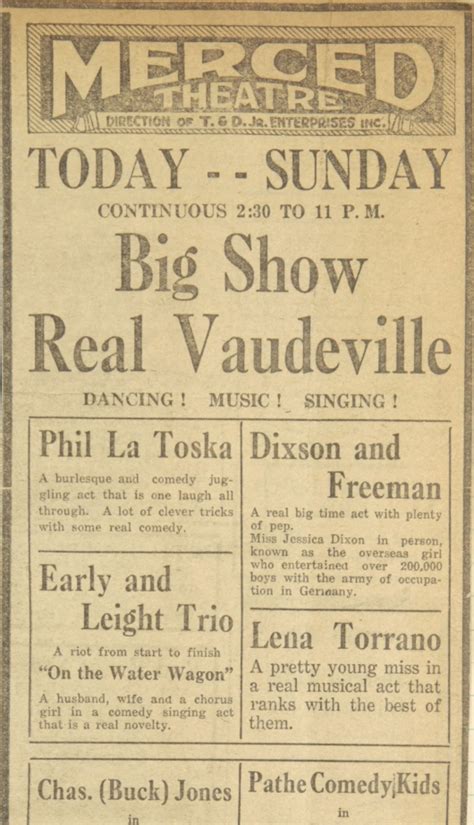 MERCED
THEATRE
DIRECTION OF T. & D. Jr. ENTERPRISES INC.
TODAY -- SUNDAY
CONTINUOUS 2:30 TO 11 P. M.
Big Show
Real Vaudeville
DANCING! MUSIC! SINGING!
Phil La Toska
A burlesque and comedy jug-
gling act that is one laugh all
through. A lot of clever tricks
with some real comedy.
Early and
Leight Trio
A riot from start to finish
"On the Water Wagon"
A husband, wife and a chorus
girl in a comedy singing act
that is a real novelty.
Dixson and
Freeman
A real big time act with plenty
of pep.
Miss Jessica Dixon in person,
known as the overseas girl
who entertained over 200,000
boys with the army of occupa-
tion in Germany.
Lena Torrano
A pretty young miss in
a real musical act that
ranks with the best of
them.
Chas. (Buck) Jones
in
Pathe Comedy Kids
in